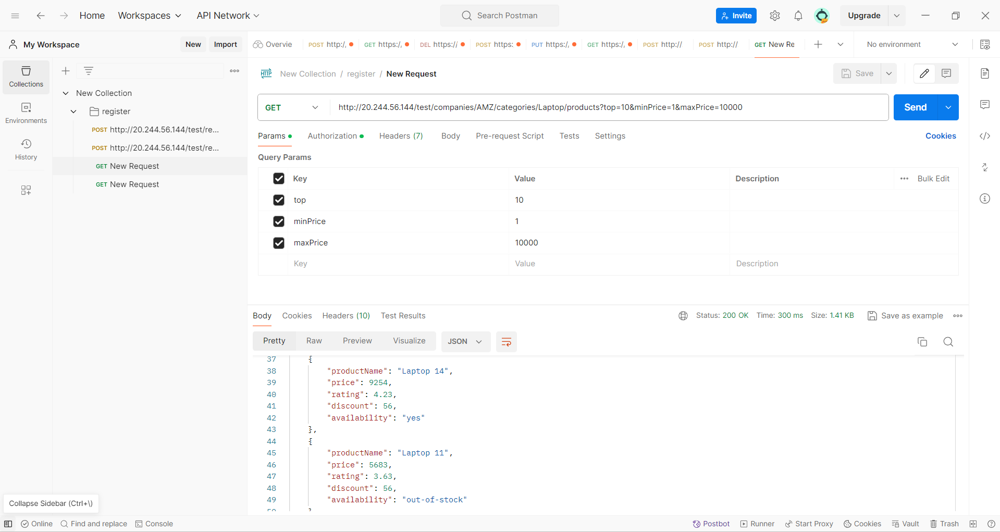 Home Workspaces API Network Search Postman Invite Upgrade
My Workspace New Import Overvie POST http:/, GET https:/, DEL https:// POST https: PUT https:/, GET https:/, POST http:// POST http:// GET New Re No environment
Collections
Environments
History
New Collection
register
POST http://20.244.56.144/test/re...
POST http://20.244.56.144/test/re...
GET New Request
GET New Request
HTTP New Collection / register / New Request Save
GET http://20.244.56.144/test/companies/AMZ/categories/Laptop/products?top=10&minPrice=1&maxPrice=10000 Send
Params Authorization Headers (7) Body Pre-request Script Tests Settings Cookies
Query Params
Key Value Description Bulk Edit
top 10
minPrice 1
maxPrice 10000
Key Value Description
Body Cookies Headers (10) Test Results Status: 200 OK Time: 300 ms Size: 1.41 KB Save as example
Pretty Raw Preview Visualize JSON
37 {
38 "productName": "Laptop 14",
39 "price": 9254,
40 "rating": 4.23,
41 "discount": 56,
42 "availability": "yes"
43 },
44 {
45 "productName": "Laptop 11",
46 "price": 5683,
47 "rating": 3.63,
48 "discount": 56,
49 "availability": "out-of-stock"
Collapse Sidebar (Ctrl+\)
Online Find and replace Console Postbot Runner Start Proxy Cookies Vault Trash